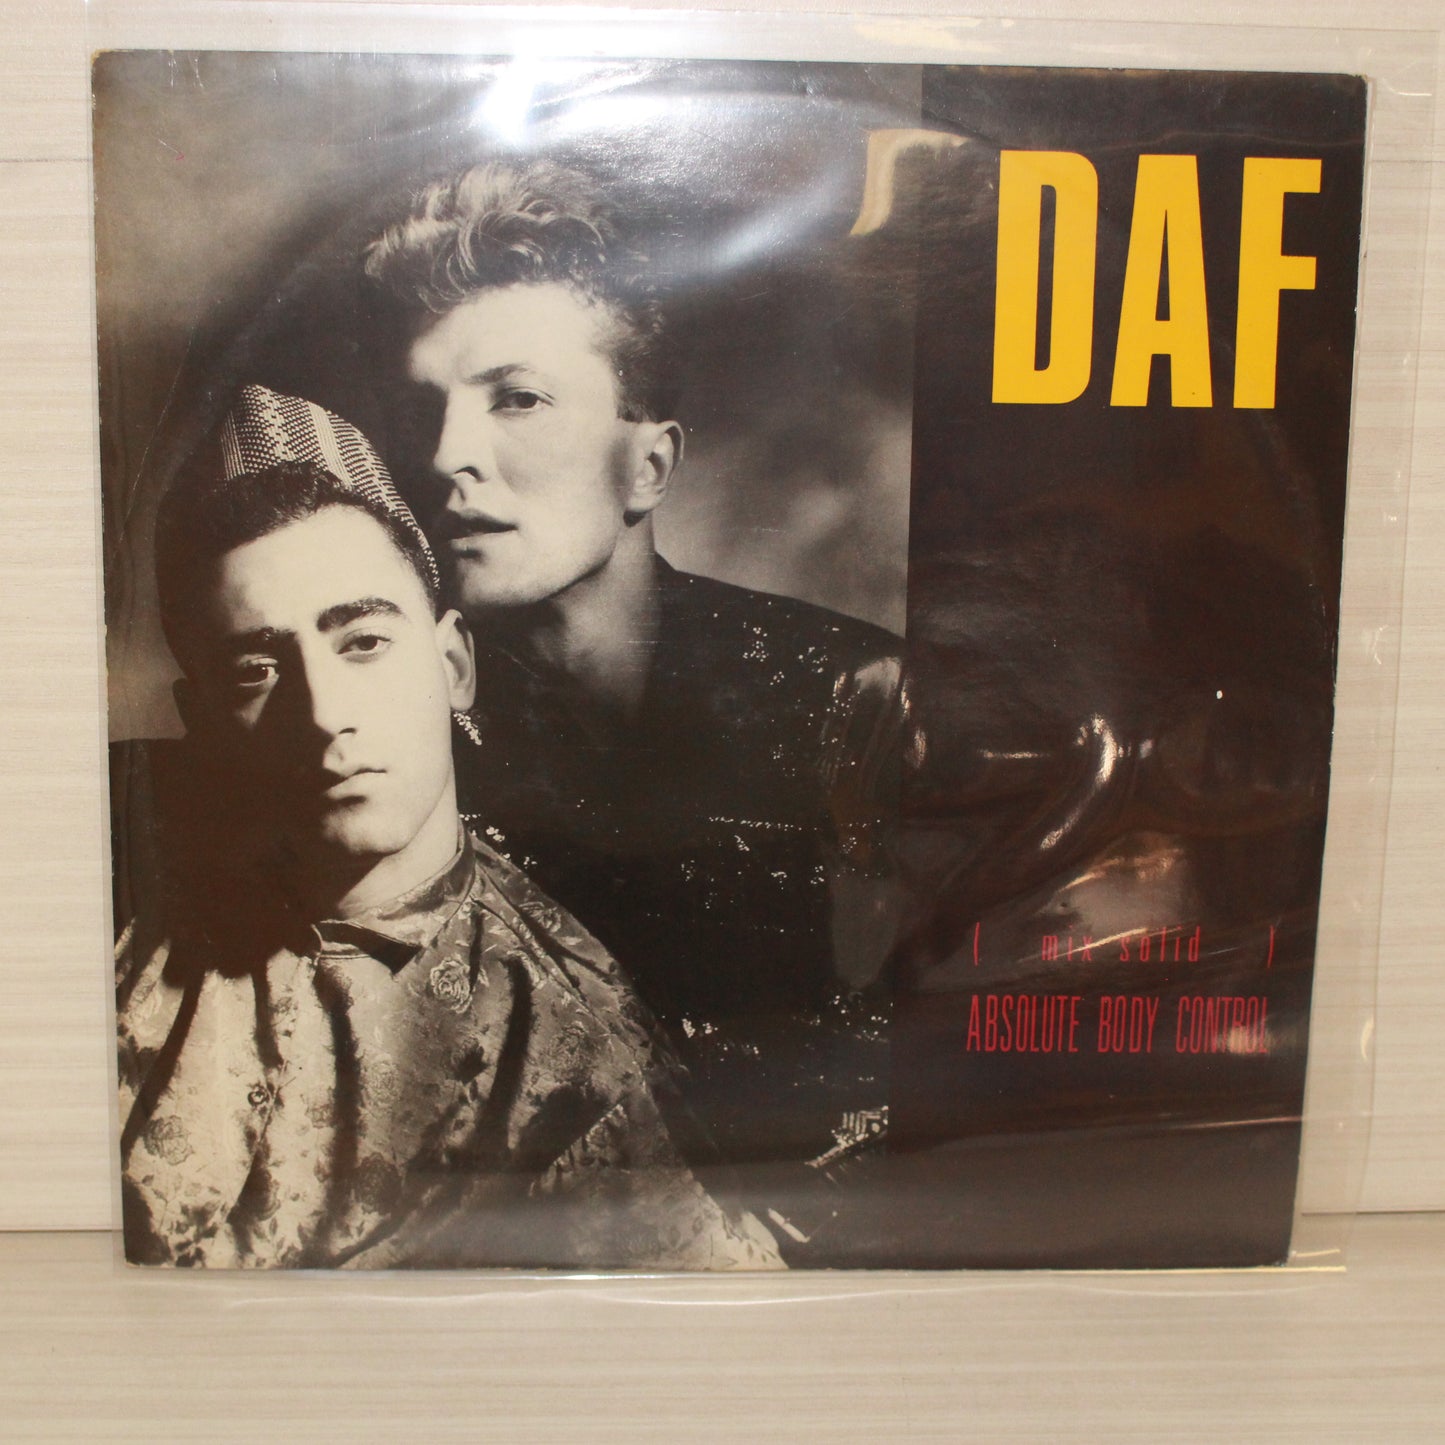 DAF
( mix solid )
ABSOLUTE BODY CONTROL